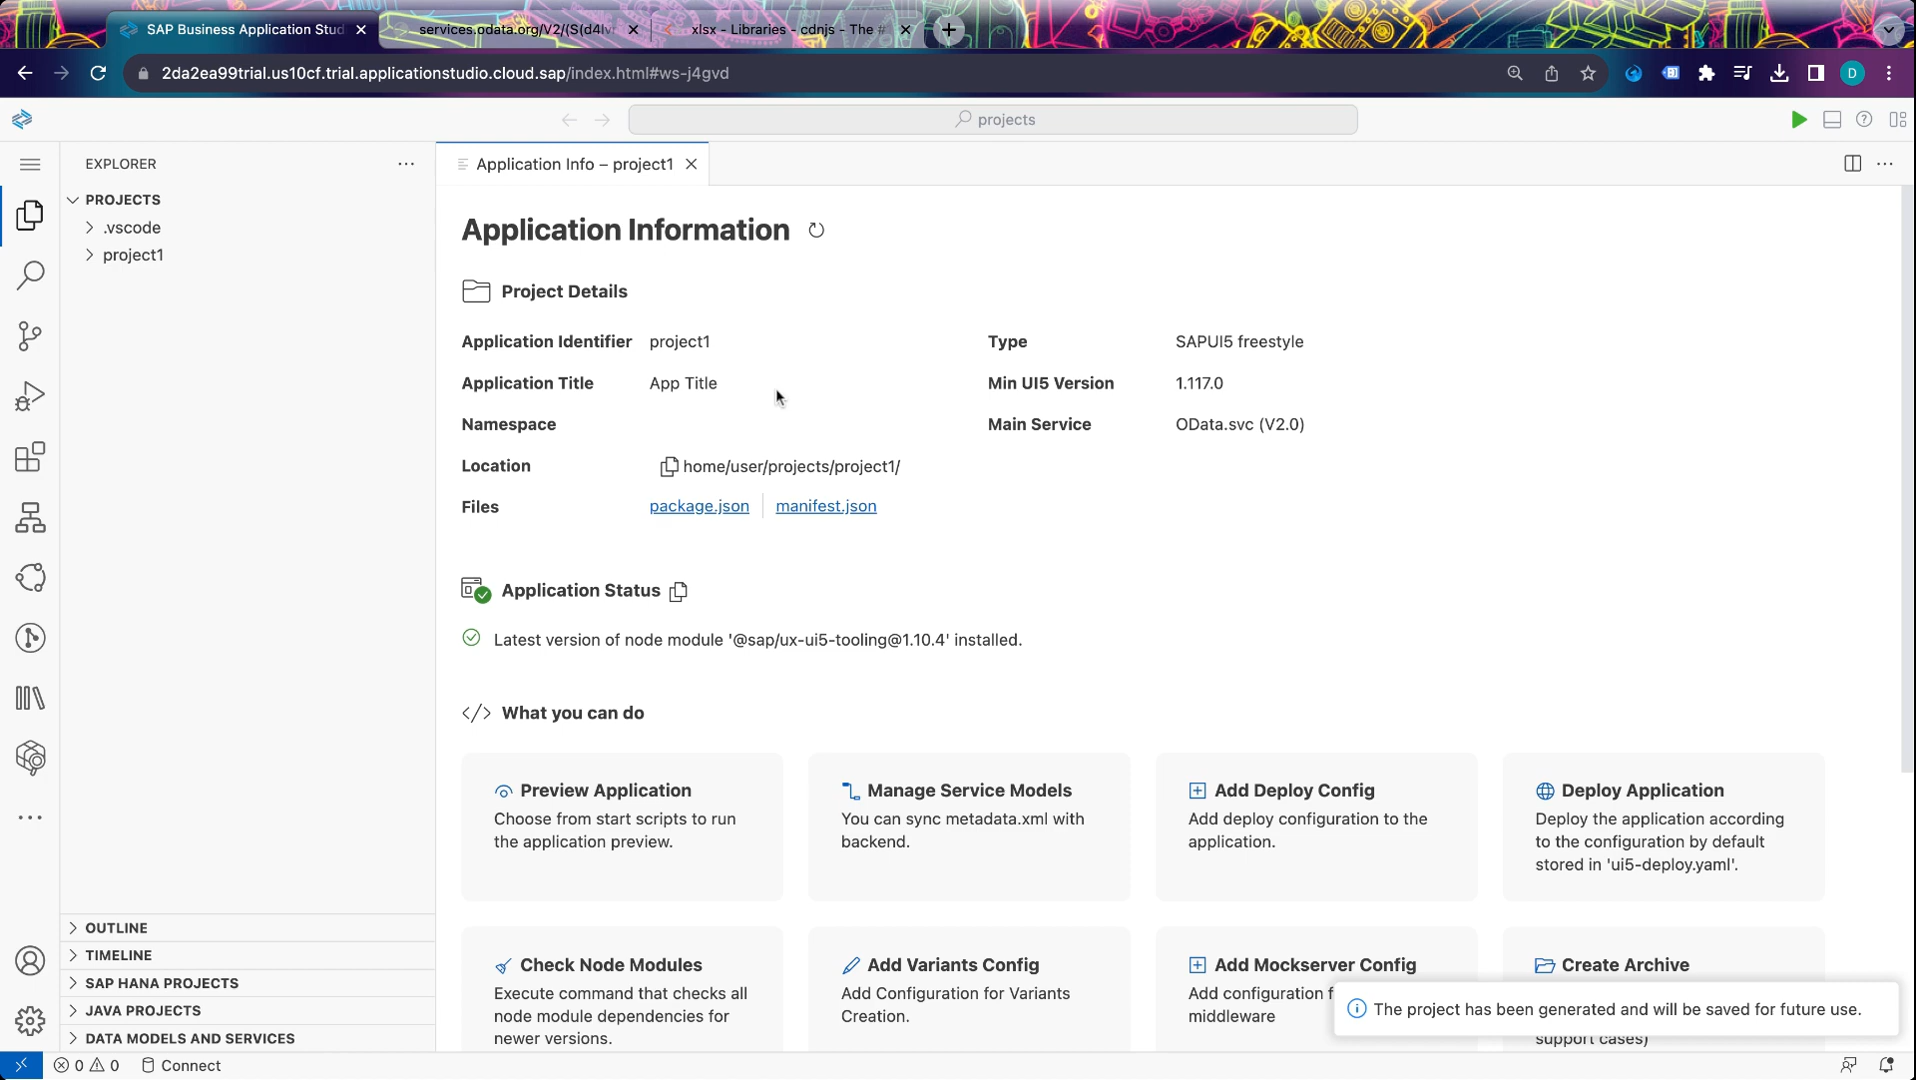 SAP Business Application Stud
services.odata.org/V2/(S(d4lv
xlsx - Libraries - cdnjs - The #
2da2ea99trial.us10cf.trial.applicationstudio.cloud.sap/index.html#ws-j4gvd
D
projects
EXPLORER
Application Info – project1
PROJECTS
.vscode
project1
Application Information
Project Details
Application Identifier project1 Type SAPUI5 freestyle
Application Title App Title Min UI5 Version 1.117.0
Namespace Main Service OData.svc (V2.0)
Location home/user/projects/project1/
Files package.json manifest.json
Application Status
Latest version of node module '@sap/ux-ui5-tooling@1.10.4' installed.
</> What you can do
Preview Application
Choose from start scripts to run
the application preview.
Manage Service Models
You can sync metadata.xml with
backend.
Add Deploy Config
Add deploy configuration to the
application.
Deploy Application
Deploy the application according
to the configuration by default
stored in 'ui5-deploy.yaml'.
Check Node Modules
Execute command that checks all
node module dependencies for
newer versions.
Add Variants Config
Add Configuration for Variants
Creation.
Add Mockserver Config
Add configuration f
middleware
Create Archive
support cases)
The project has been generated and will be saved for future use.
OUTLINE
TIMELINE
SAP HANA PROJECTS
JAVA PROJECTS
DATA MODELS AND SERVICES
0 0 Connect